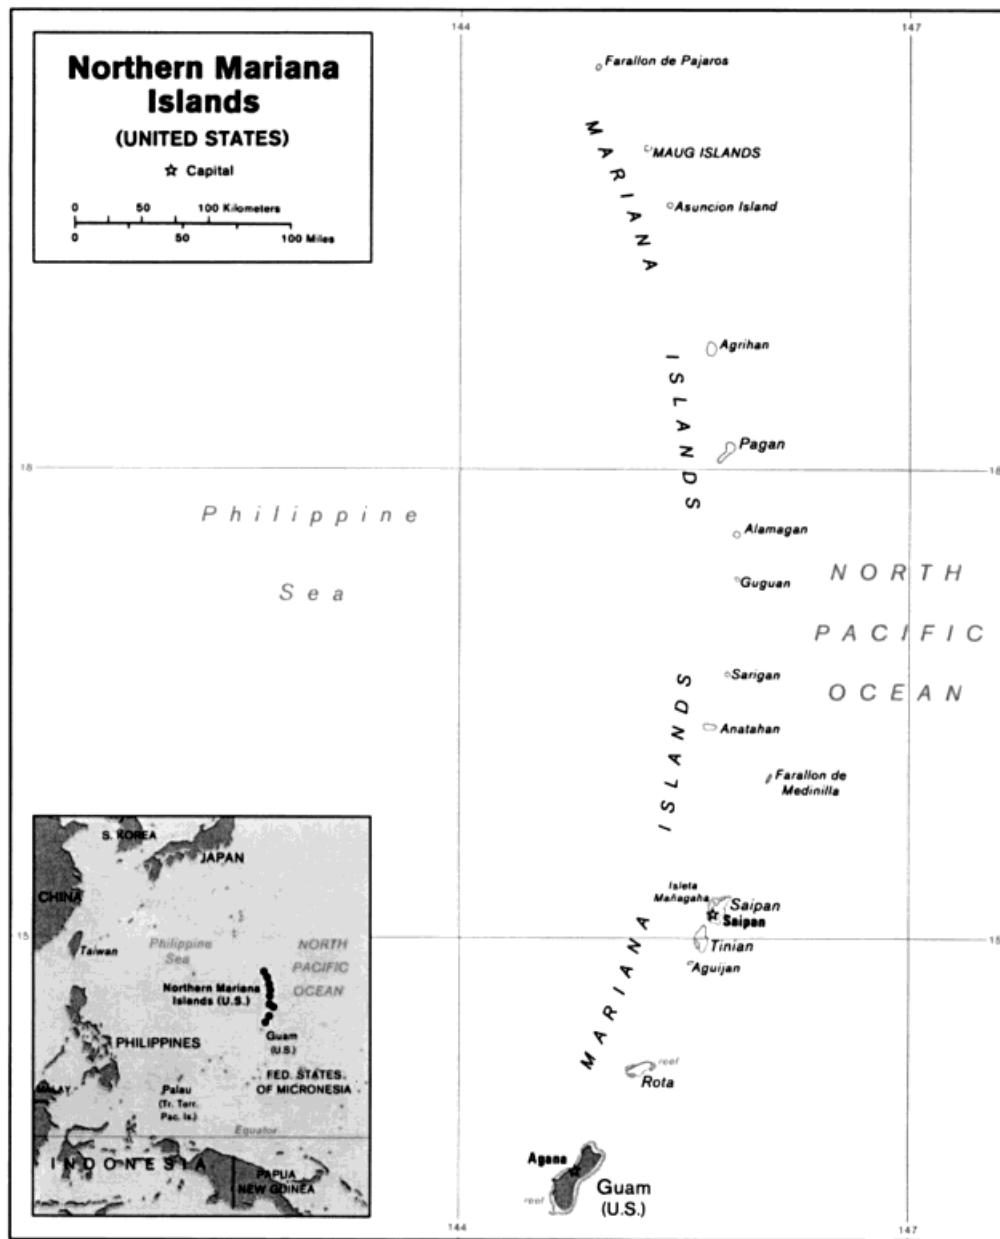 144
147
Northern Mariana
Islands
(UNITED STATES)
☆ Capital
0 50 100 Kilometers
0 50 100 Miles
Farallon de Pajaros
MAUG ISLANDS
Asuncion Island
MARIANA
ISLANDS
Agrihan
Pagan
18
18
Philippine
Sea
Alamagan
Guguan
NORTH
PACIFIC
OCEAN
Sarigan
Anatahan
Farallon de
Medinilla
MARIANA ISLANDS
Isleta
Mañagaha
Saipan
Saipan
15
15
Tinian
Aguijan
reef
Rota
Agana
Guam
(U.S.)
reef
144
147
S. KOREA
JAPAN
CHINA
Taiwan
Philippine
Sea
NORTH
PACIFIC
OCEAN
Northern Mariana
Islands (U.S.)
Guam
(U.S.)
PHILIPPINES
FED. STATES
OF MICRONESIA
MALAY.
Palau
(Tr. Terr.
Pac. Is.)
Equator
INDONESIA
PAPUA
NEW GUINEA